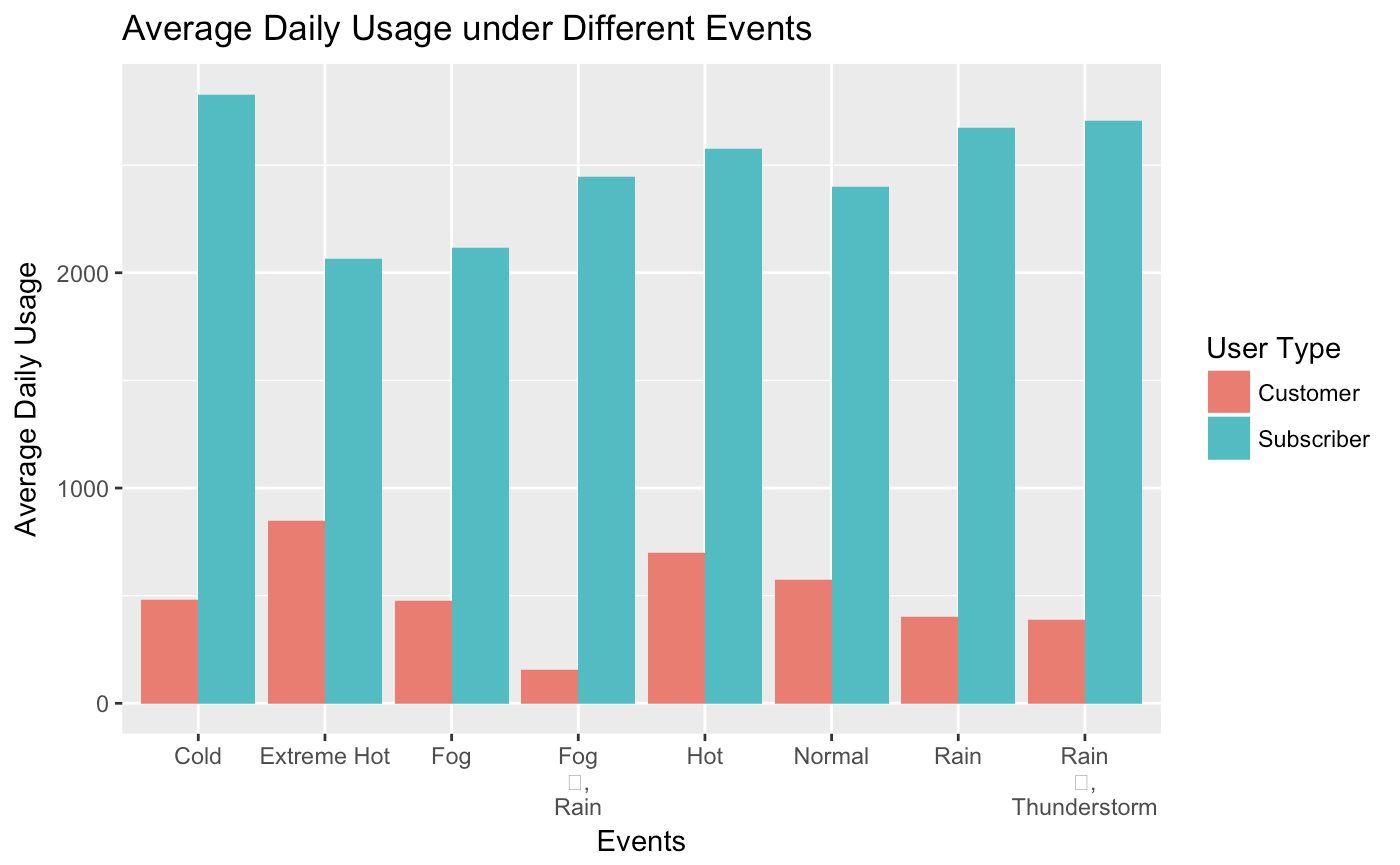 Average Daily Usage under Different Events
Average Daily Usage
2000
1000
0
Cold
Extreme Hot
Fog
Fog
□,
Rain
Hot
Normal
Rain
Rain
□,
Thunderstorm
Events
User Type
Customer
Subscriber